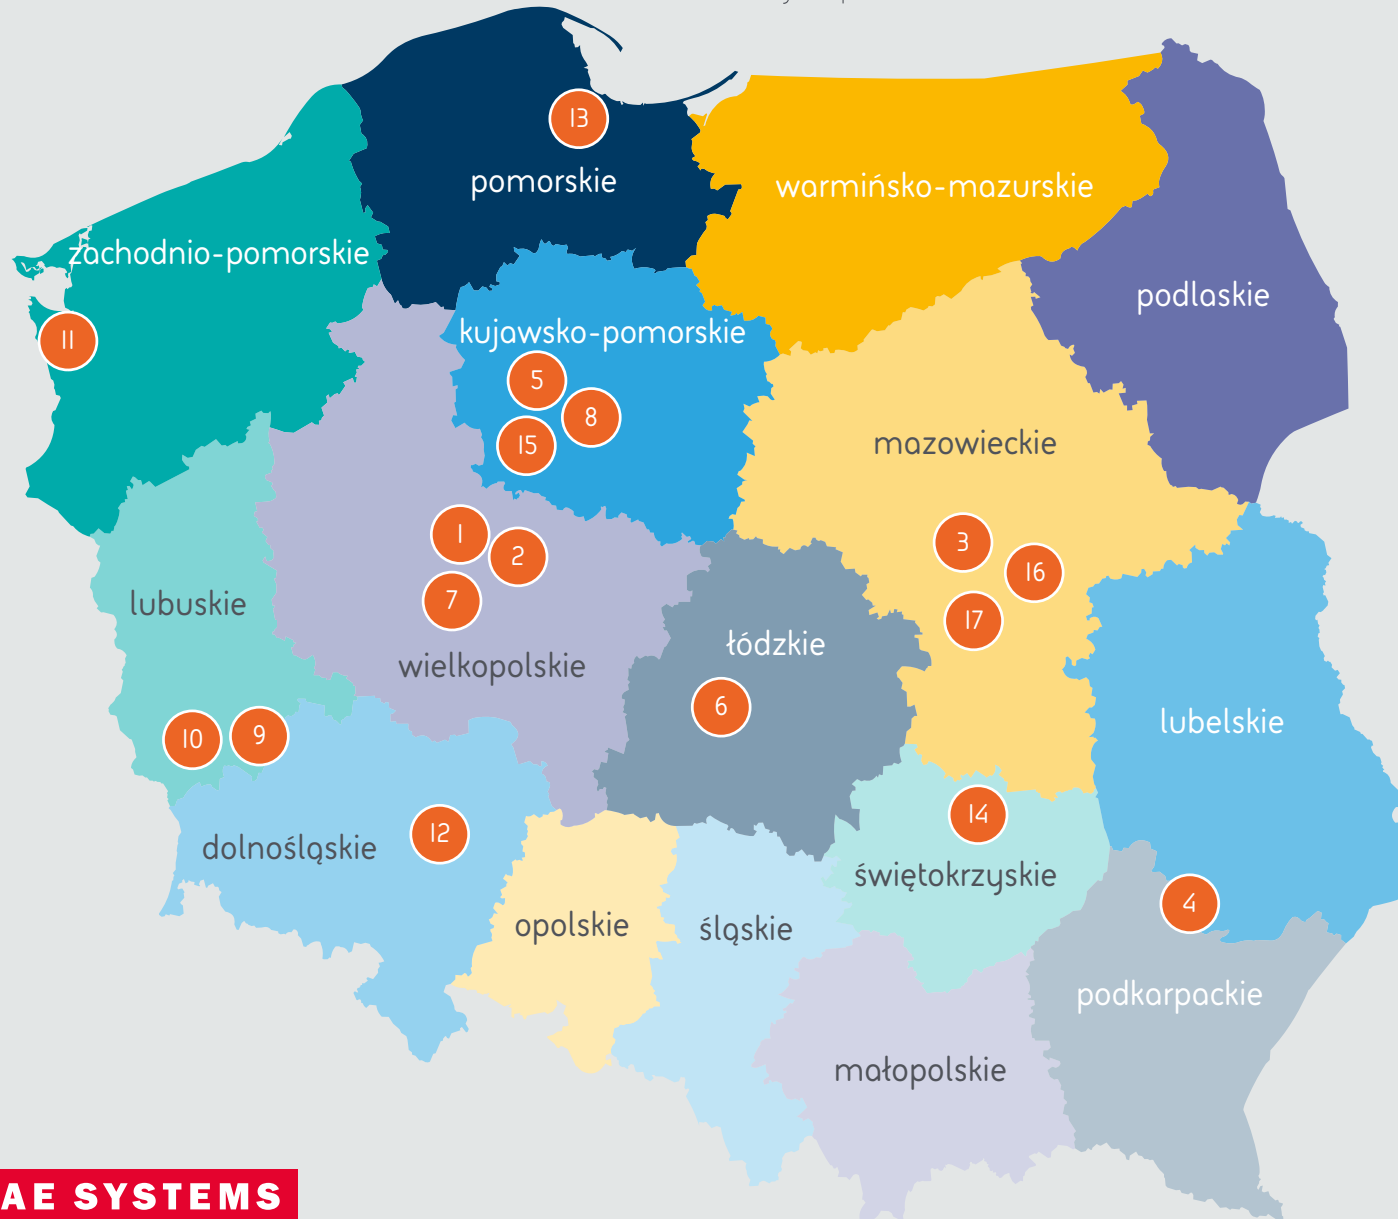 13
pomorskie
warmińsko-mazurskie
zachodnio-pomorskie
podlaskie
11
kujawsko-pomorskie
5
8
15
mazowieckie
1
2
3
16
7
17
lubuskie
wielkopolskie
łódzkie
6
10
9
lubelskie
12
dolnośląskie
14
świętokrzyskie
4
opolskie
śląskie
podkarpackie
małopolskie
AE SYSTEMS